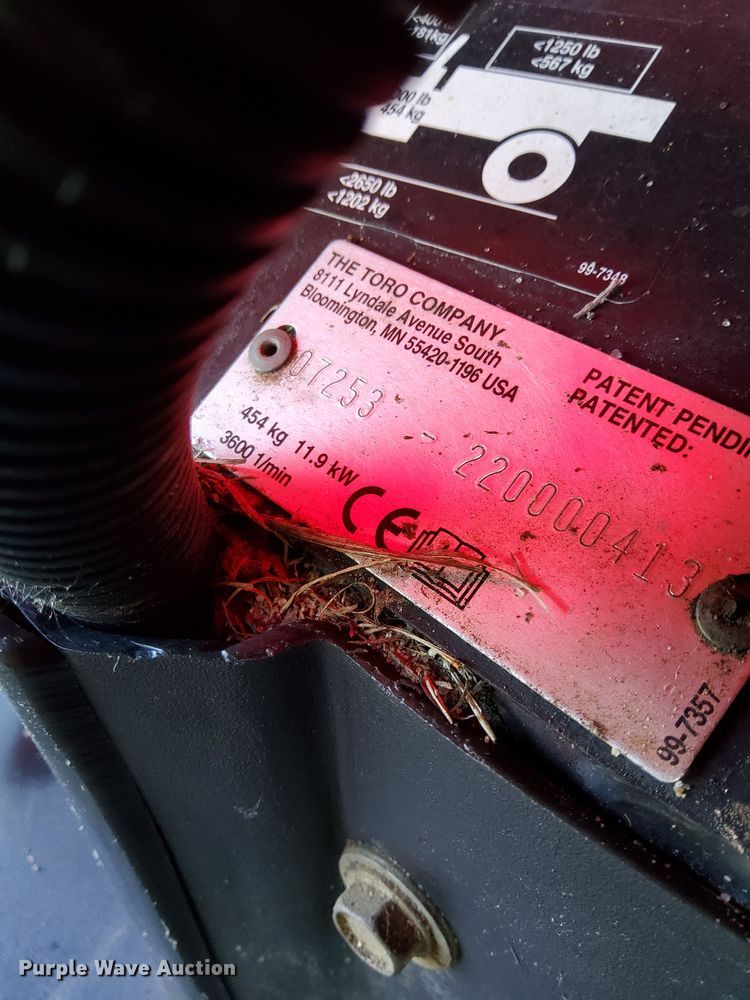 181kg
<1250 lb
<567 kg
454 kg
<2650 lb
<1202 kg
99-7348
THE TORO COMPANY
8111 Lyndale Avenue South
Bloomington, MN 55420-1196 USA
PATENT
PATENTED:
07253 - 220000413
454 kg 11.9 kW
3600 1/min
CE
99-7357
Purple Wave Auction